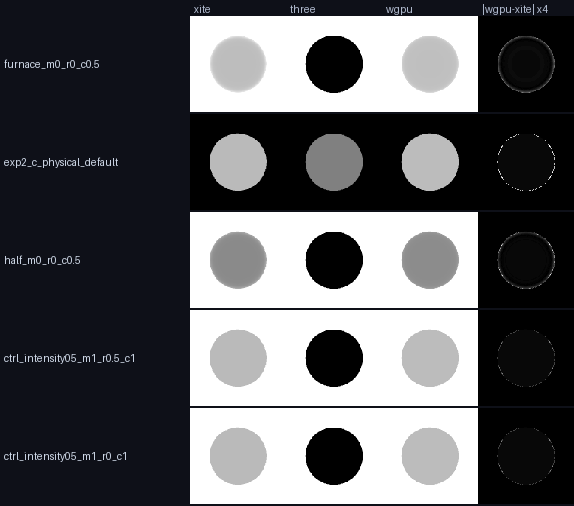 xite three wgpu |wgpu-xite| x4
furnace_m0_r0_c0.5
exp2_c_physical_default
half_m0_r0_c0.5
ctrl_intensity05_m1_r0.5_c1
ctrl_intensity05_m1_r0_c1